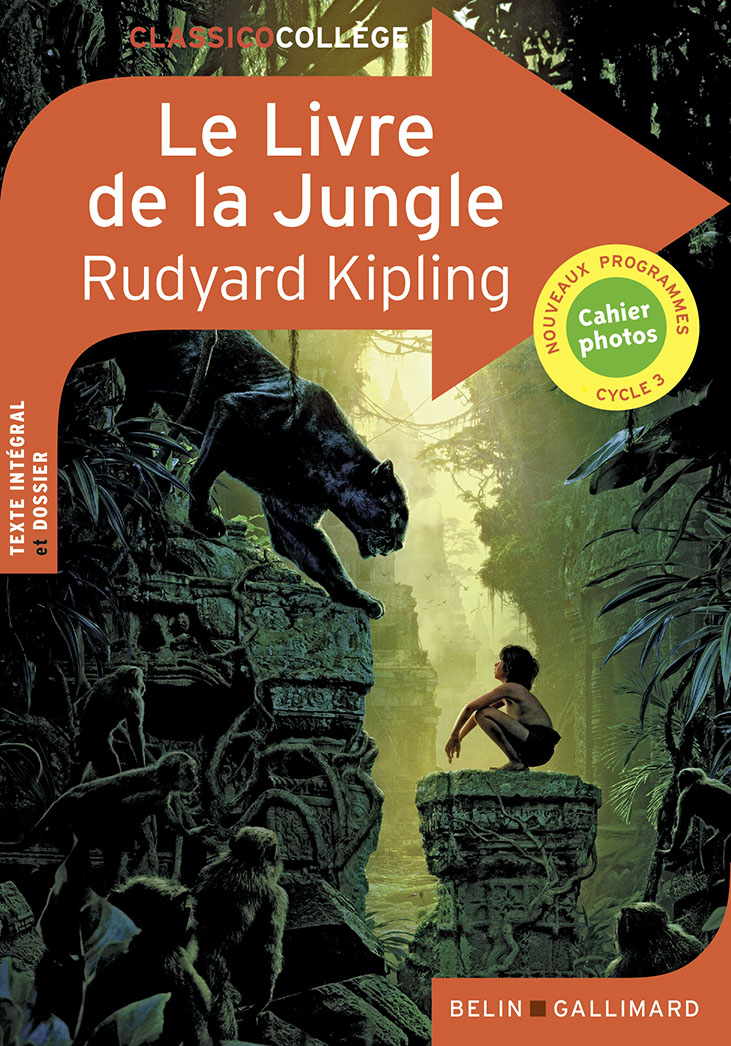 CLASSICOCOLLÈGE
Le Livre
de la Jungle
Rudyard Kipling
NOUVEAUX PROGRAMMES
Cahier
photos
CYCLE 3
TEXTE INTÉGRAL
et DOSSIER
BELIN ■ GALLIMARD